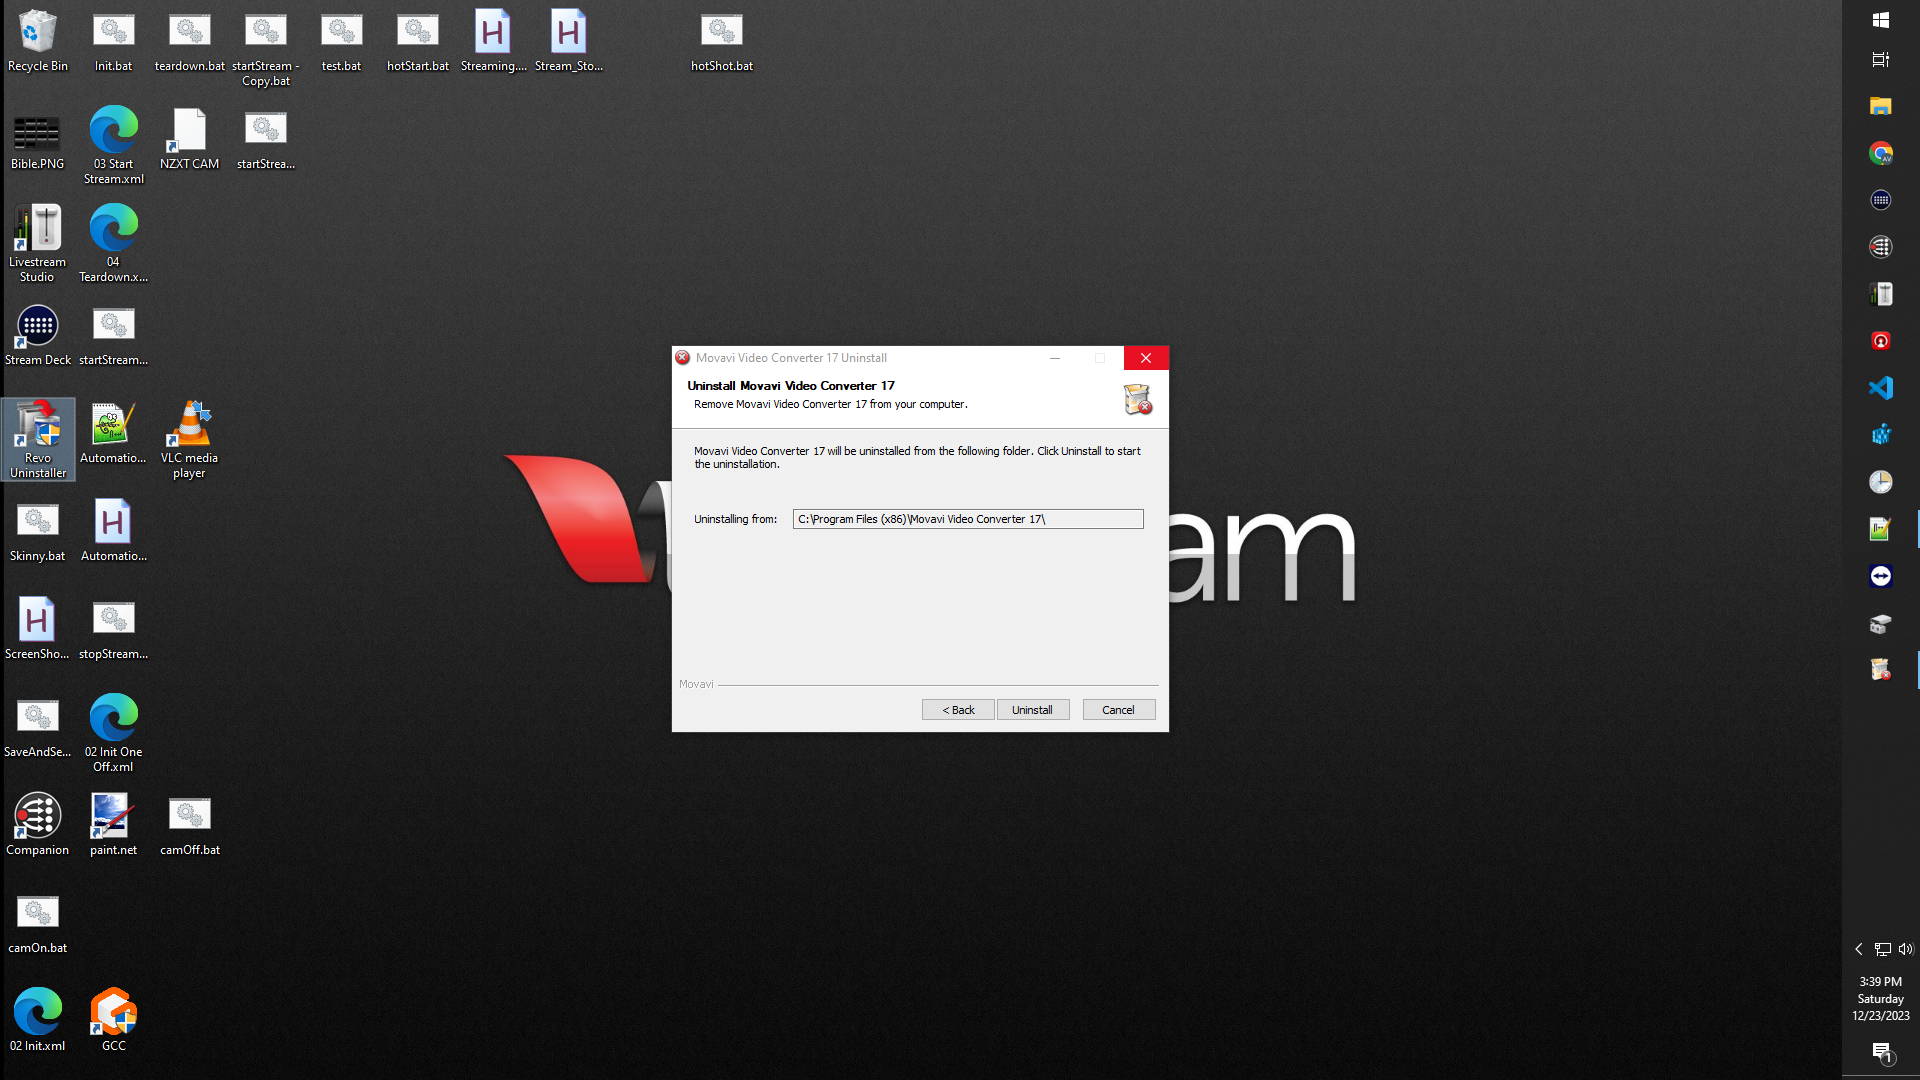 Recycle Bin
Init.bat
teardown.bat
startStream -
Copy.bat
test.bat
hotStart.bat
Streaming....
Stream_Sto...
hotShot.bat
Bible.PNG
03 Start
Stream.xml
NZXT CAM
startStrea...
Livestream
Studio
04
Teardown.x...
Stream Deck
startStream...
Revo
Uninstaller
Automatio...
VLC media
player
Skinny.bat
Automatio...
ScreenSho...
stopStream...
SaveAndSe...
02 Init One
Off.xml
Companion
paint.net
camOff.bat
camOn.bat
02 Init.xml
GCC
Movavi Video Converter 17 Uninstall
Uninstall Movavi Video Converter 17
Remove Movavi Video Converter 17 from your computer.
Movavi Video Converter 17 will be uninstalled from the following folder. Click Uninstall to start
the uninstallation.
Uninstalling from:
C:\Program Files (x86)\Movavi Video Converter 17\
Movavi
< Back
Uninstall
Cancel
am
AV
3:39 PM
Saturday
12/23/2023
1